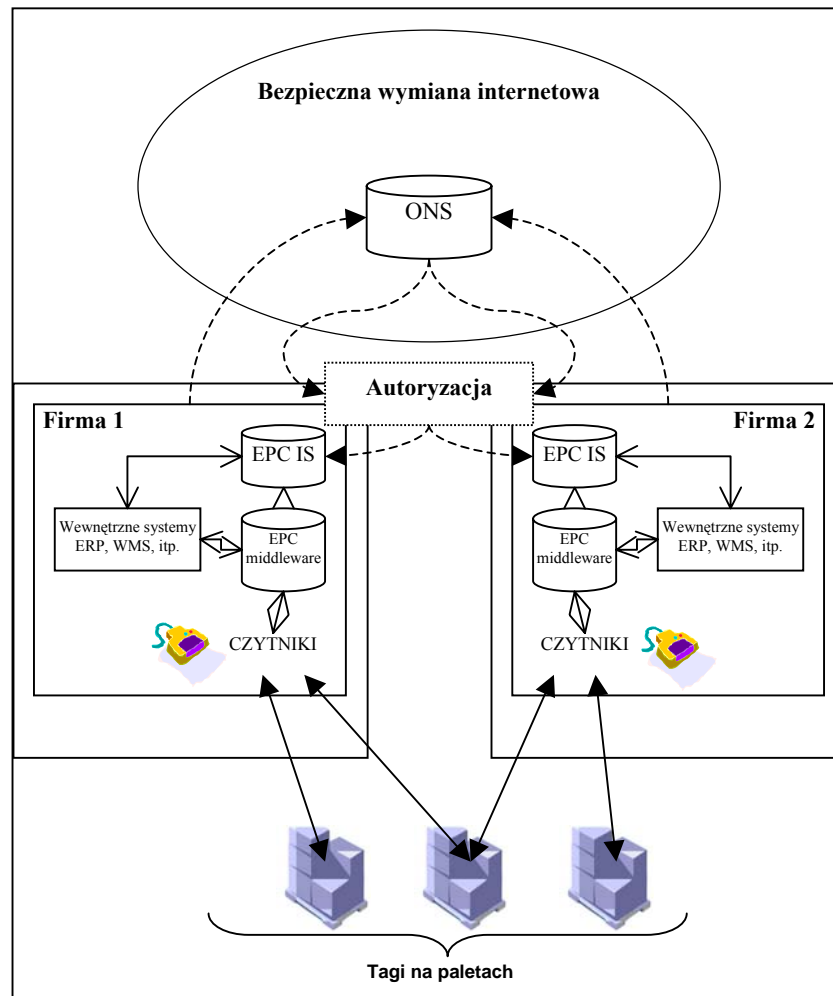 Bezpieczna wymiana internetowa
ONS
Autoryzacja
Firma 1
EPC IS
Wewnętrzne systemy
ERP, WMS, itp.
EPC
middleware
CZYTNIKI
Firma 2
EPC IS
EPC
middleware
Wewnętrzne systemy
ERP, WMS, itp.
CZYTNIKI
Tagi na paletach